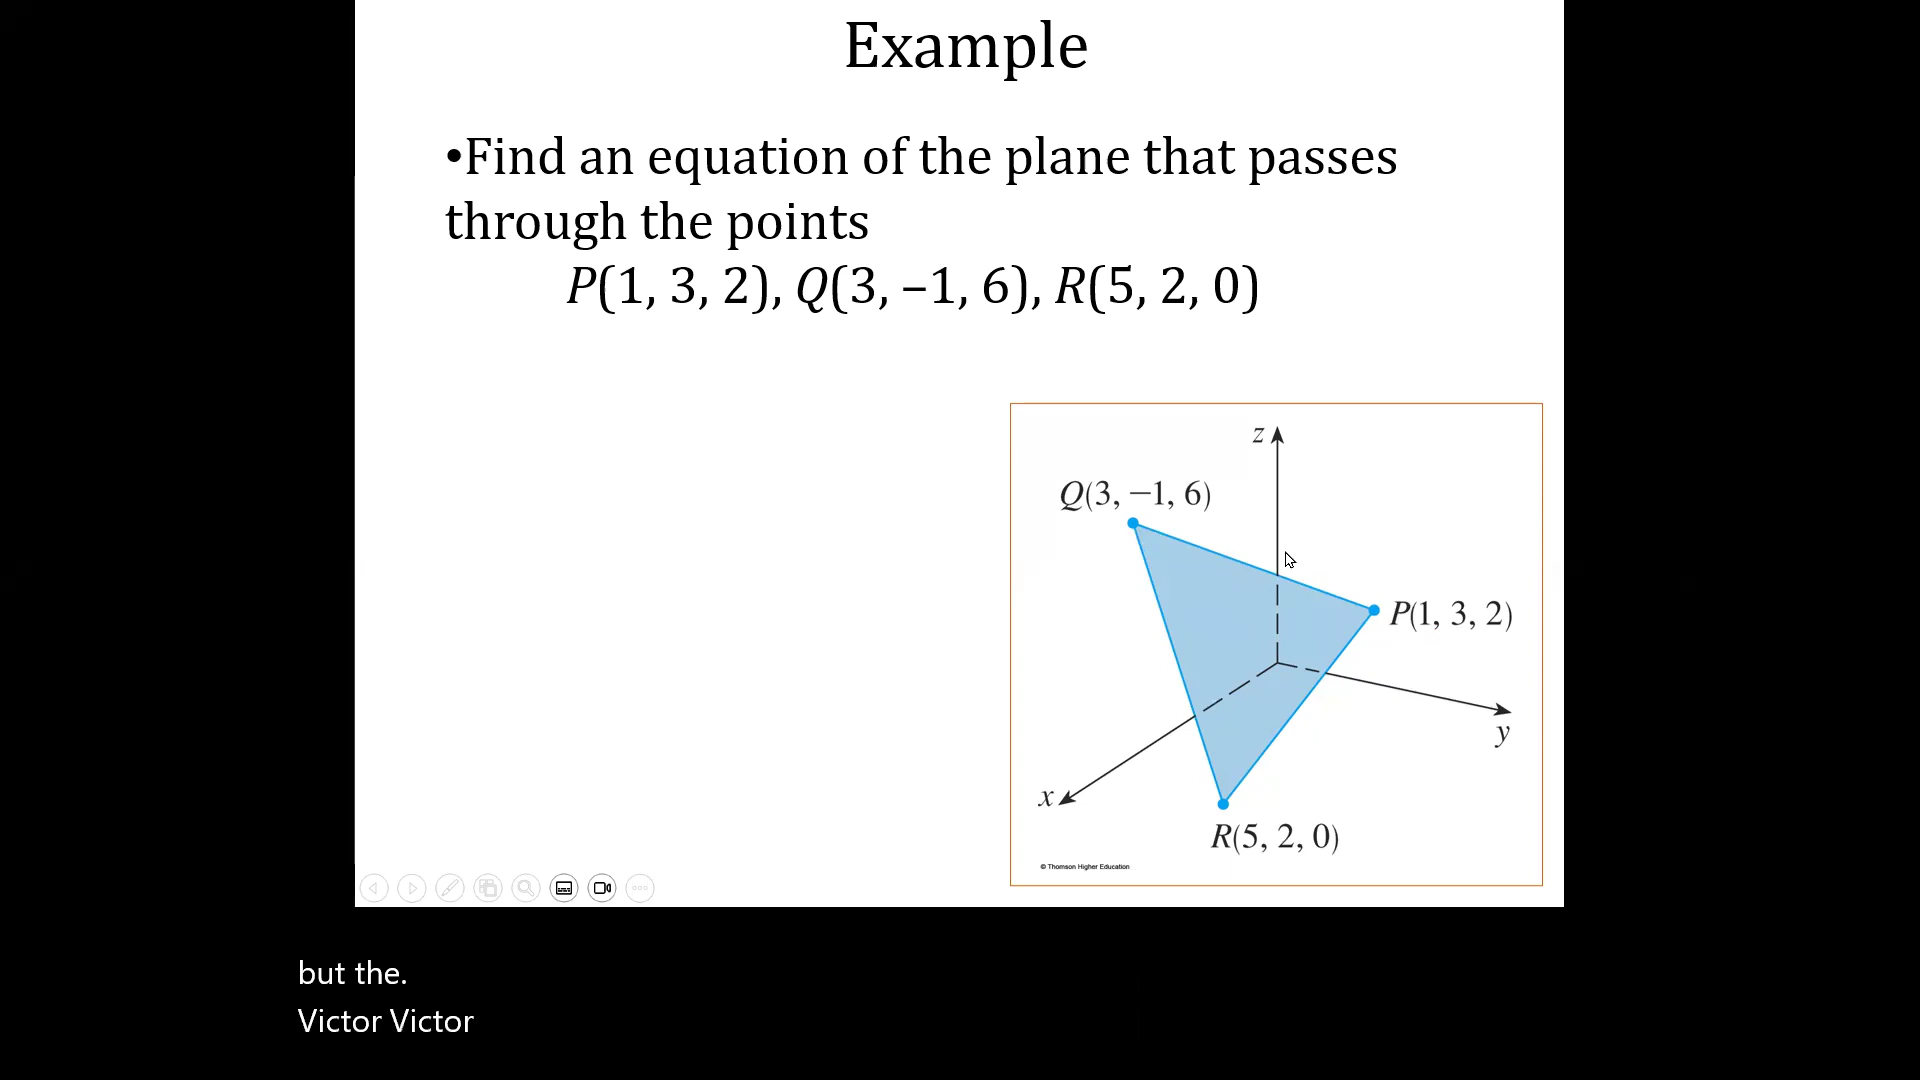 Example
•Find an equation of the plane that passes
through the points
P(1, 3, 2), Q(3, –1, 6), R(5, 2, 0)
z
Q(3, −1, 6)
P(1, 3, 2)
y
x
R(5, 2, 0)
© Thomson Higher Education
but the.
Victor Victor